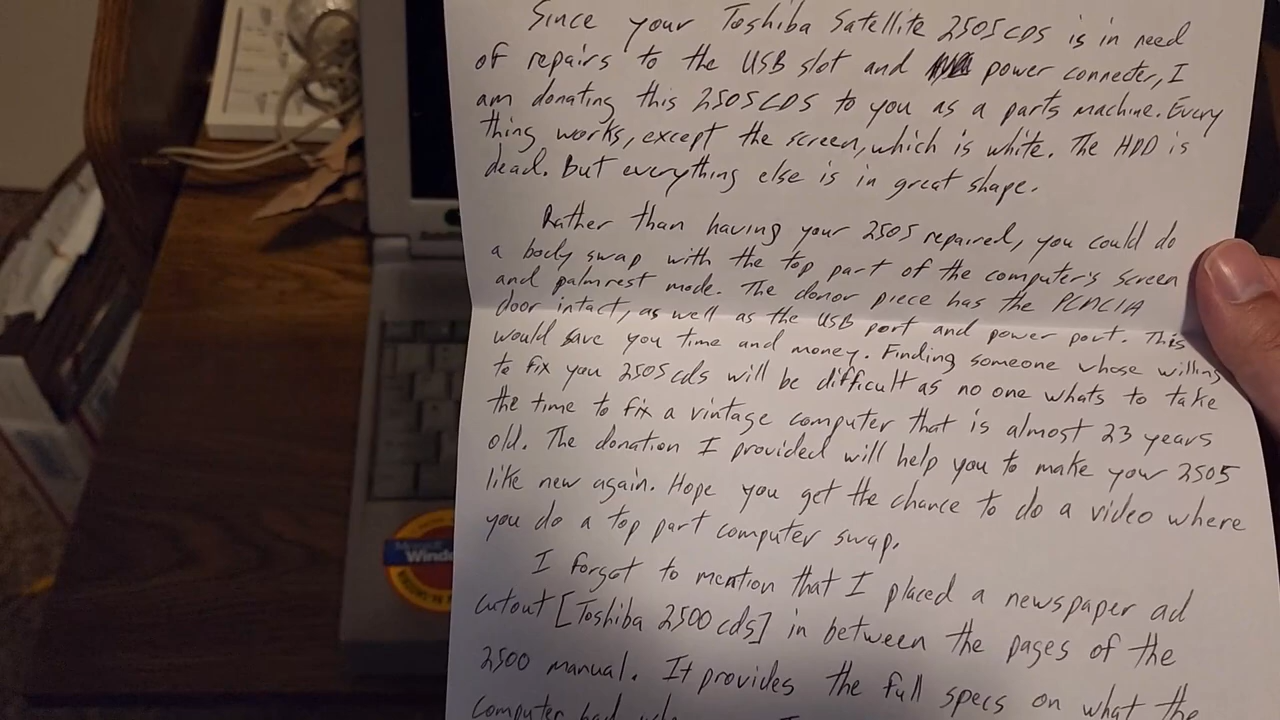 Since your Toshiba Satellite 2505CDS is in need
of repairs to the USB slot and power connecter, I
am donating this 2505CDS to you as a parts machine. Every
thing works, except the screen, which is white. The HDD is
dead. But everything else is in great shape.
Rather than having your 2505 repaired, you could do
a body swap with the top part of the computer's screen
and palmrest mode. The donor piece has the PCMCIA
door intact, as well as the USB port and power port. This
would save you time and money. Finding someone whose willing
to fix you 2505cds will be difficult as no one whats to take
the time to fix a vintage computer that is almost 23 years
old. The donation I provided will help you to make your 2505
like new again. Hope you get the chance to do a video where
you do a top part computer swap.
I forgot to mention that I placed a newspaper ad
cutout [Toshiba 2500cds] in between the pages of the
2500 manual. It provides the full specs on what the
computer had
Microsoft
Windo